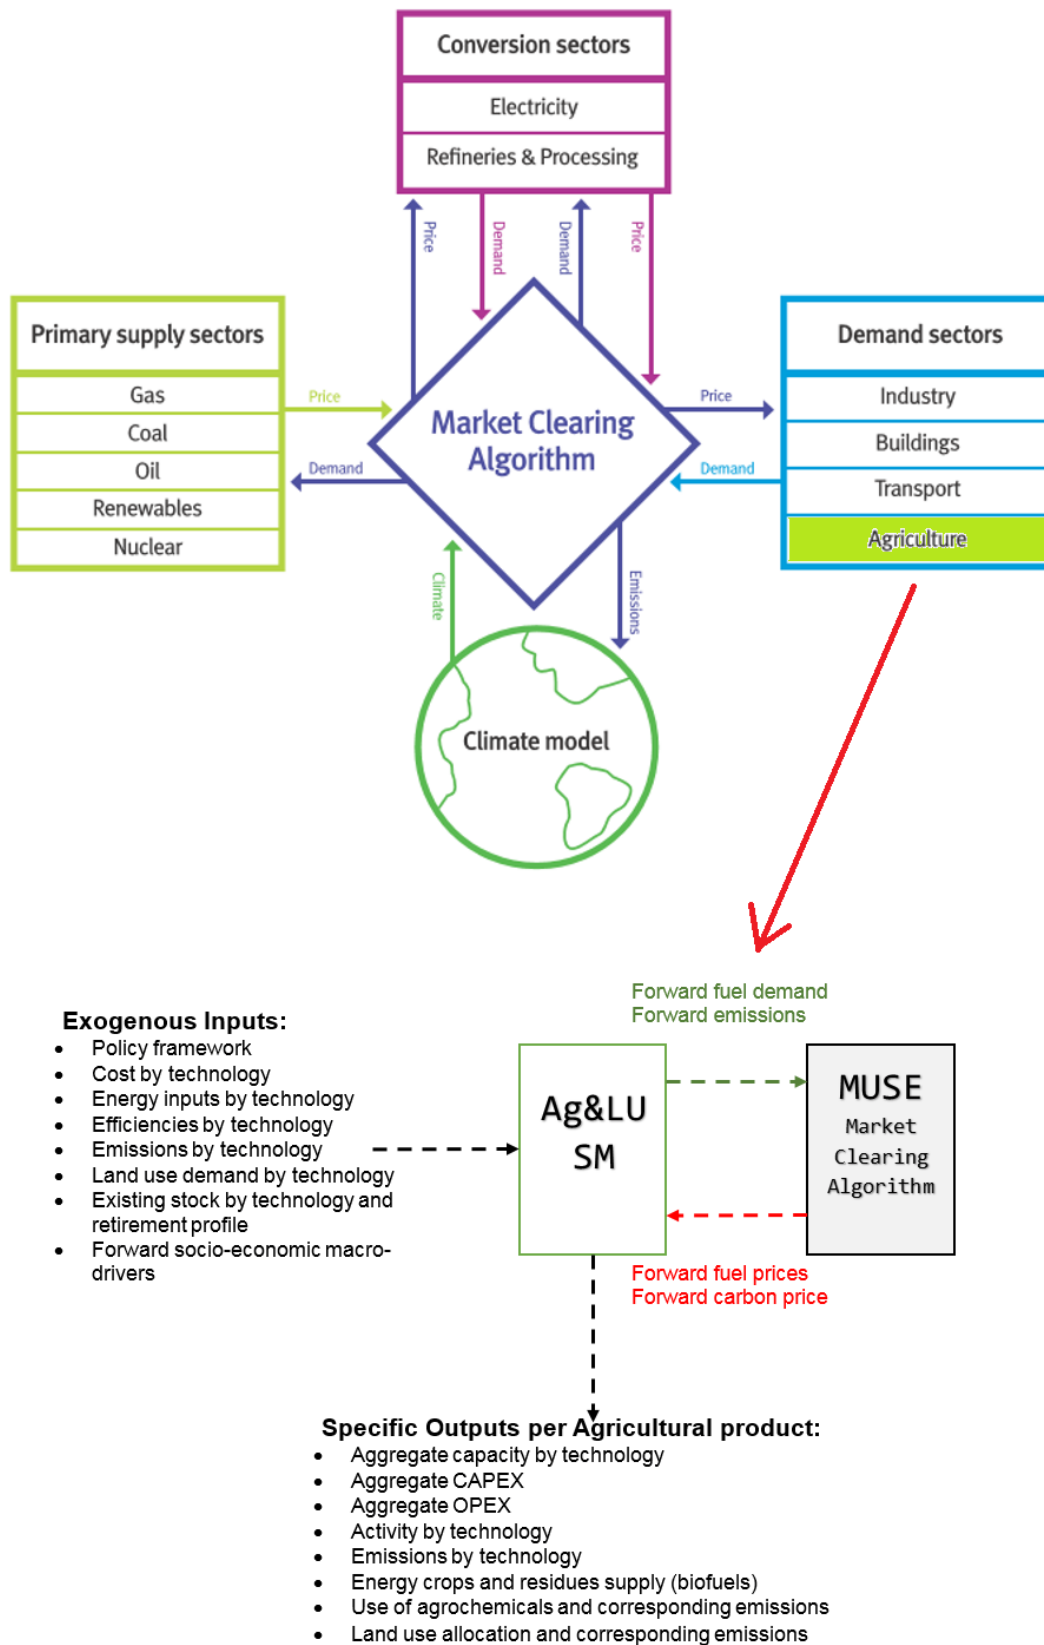 Conversion sectors
Electricity
Refineries & Processing
Price
Demand
Demand
Price
Primary supply sectors
Gas
Coal
Oil
Renewables
Nuclear
Price
Demand
Market Clearing
Algorithm
Price
Demand
Demand sectors
Industry
Buildings
Transport
Agriculture
Climate
Emissions
Climate model
Forward fuel demand
Forward emissions
Exogenous Inputs:
• Policy framework
• Cost by technology
• Energy inputs by technology
• Efficiencies by technology
• Emissions by technology
• Land use demand by technology
• Existing stock by technology and
retirement profile
• Forward socio-economic macro-
drivers
Ag&LU
SM
MUSE
Market
Clearing
Algorithm
Forward fuel prices
Forward carbon price
Specific Outputs per Agricultural product:
• Aggregate capacity by technology
• Aggregate CAPEX
• Aggregate OPEX
• Activity by technology
• Emissions by technology
• Energy crops and residues supply (biofuels)
• Use of agrochemicals and corresponding emissions
• Land use allocation and corresponding emissions